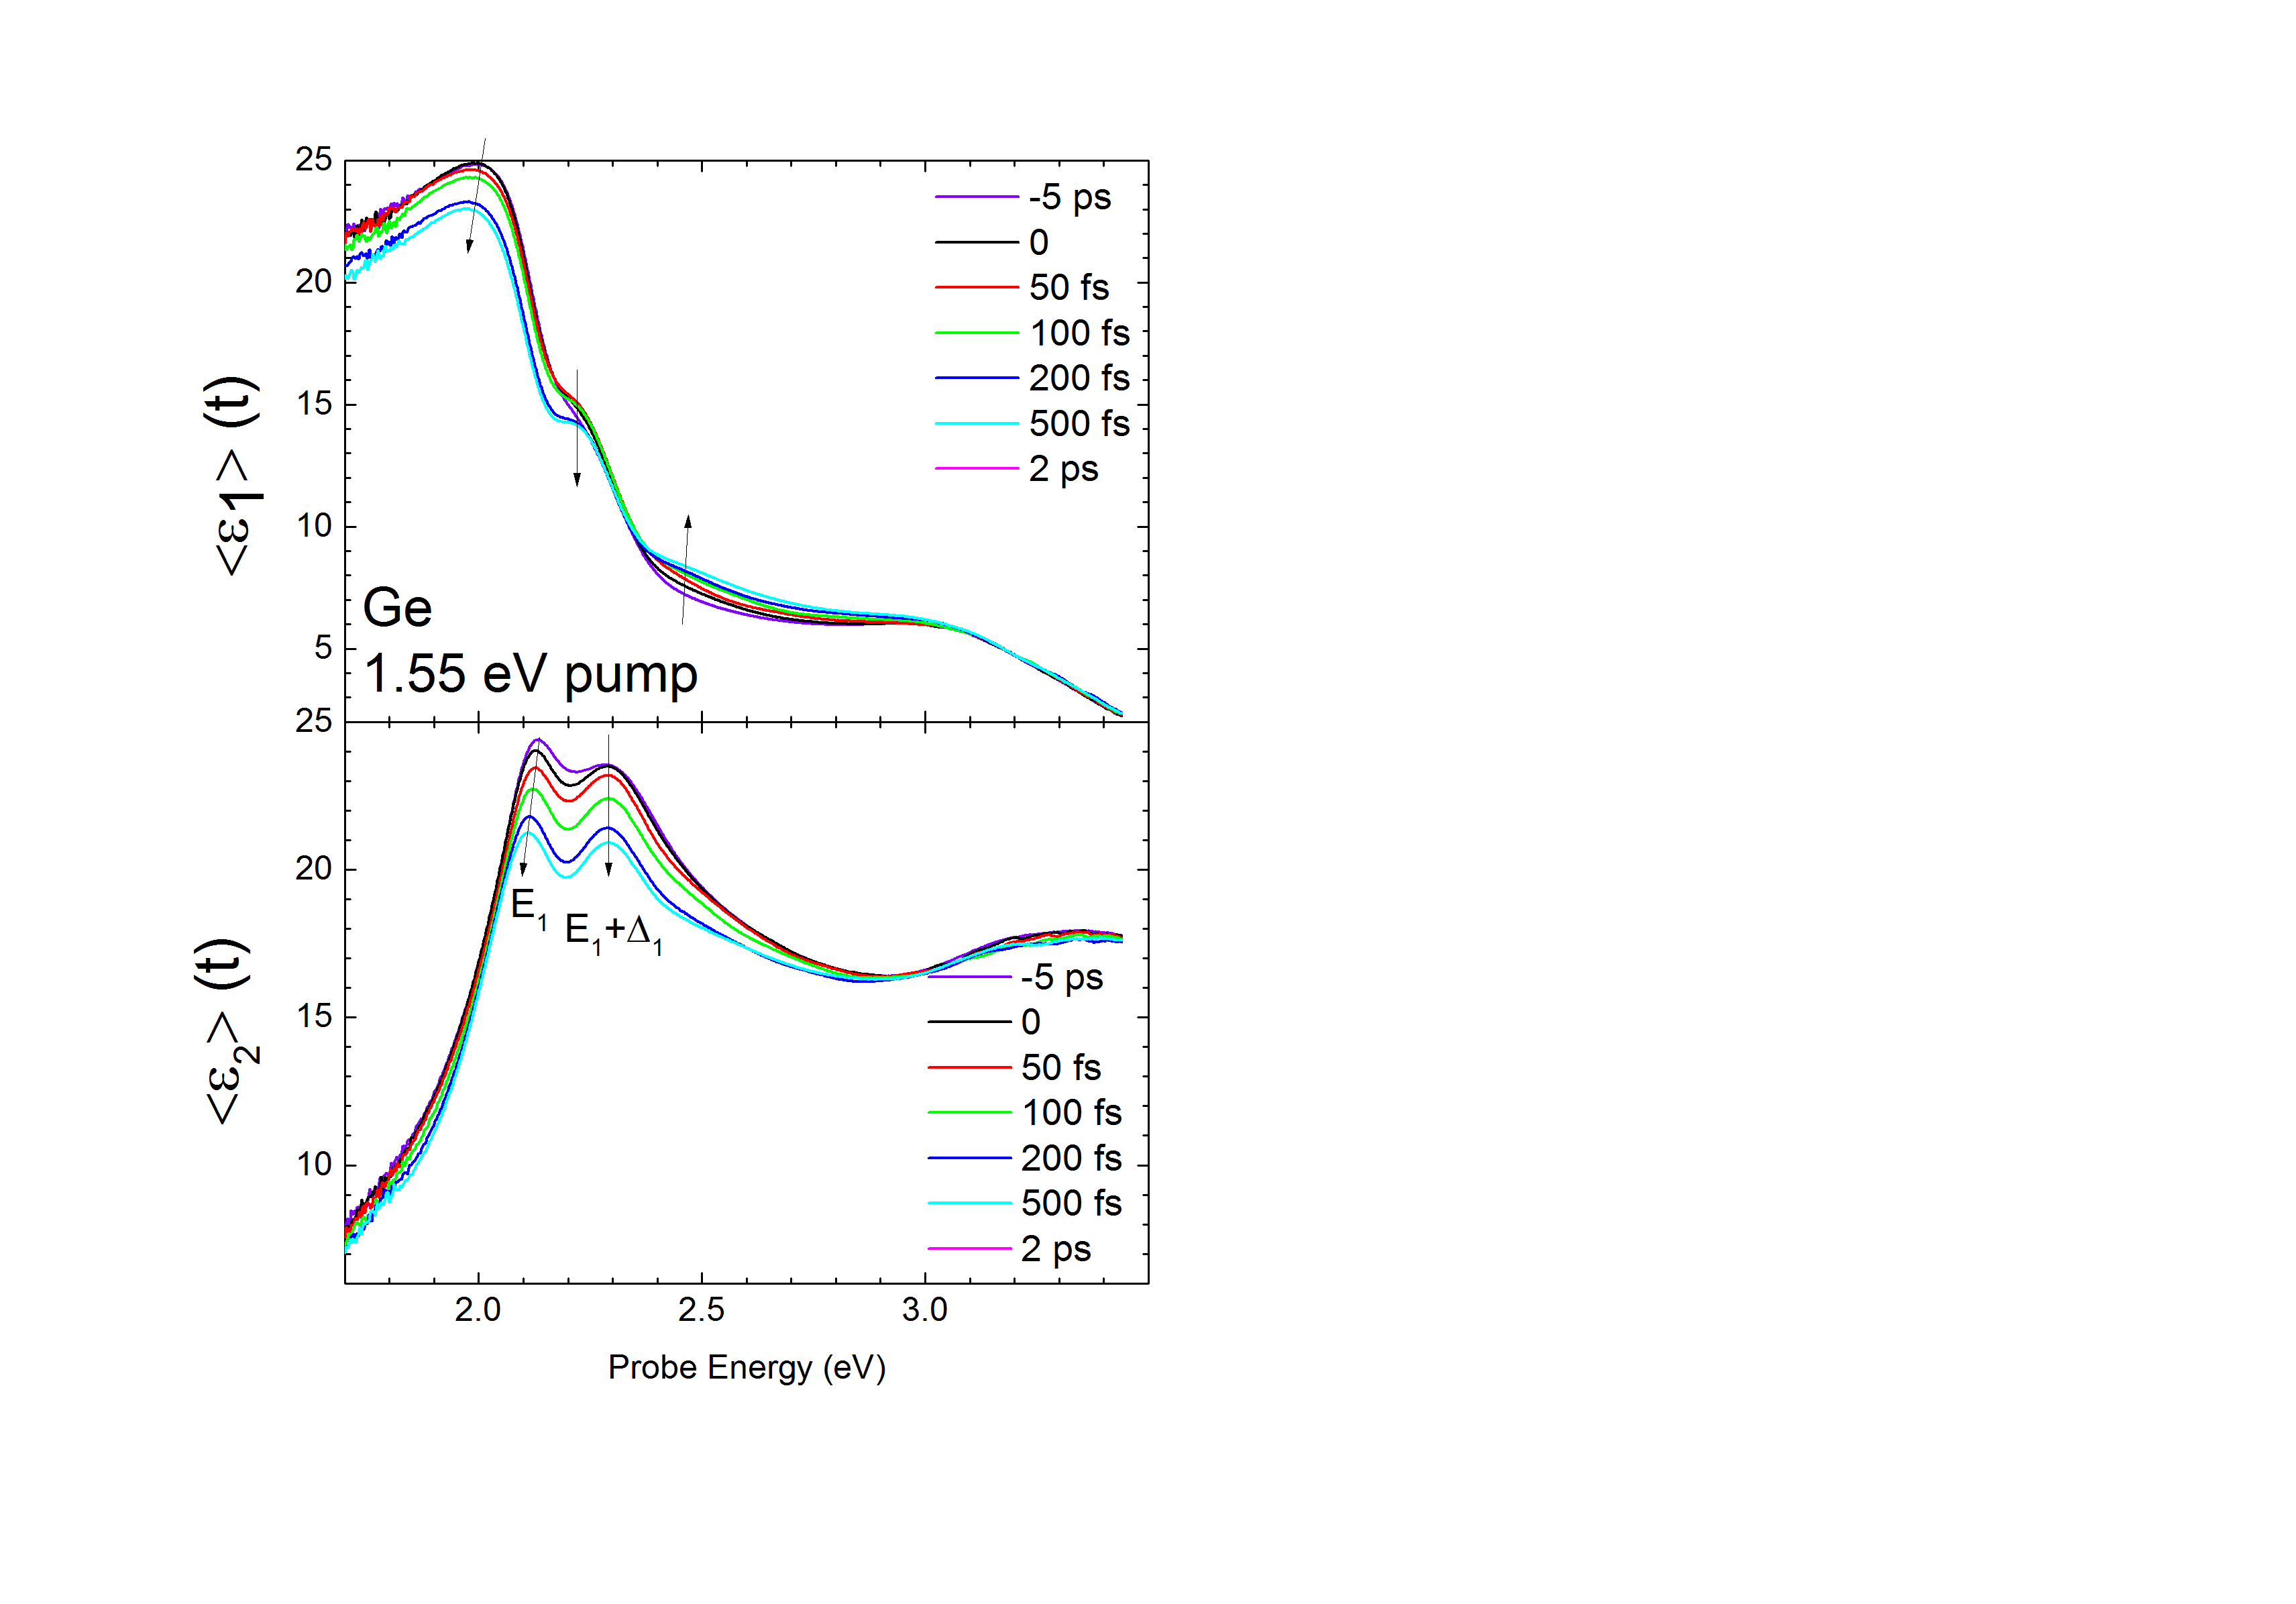 25
20
15
10
5
<ε1> (t)
-5 ps
0
50 fs
100 fs
200 fs
500 fs
2 ps
Ge
1.55 eV pump
25
20
15
10
<ε₂> (t)
E₁
E₁+Δ₁
-5 ps
0
50 fs
100 fs
200 fs
500 fs
2 ps
2.0 2.5 3.0
Probe Energy (eV)